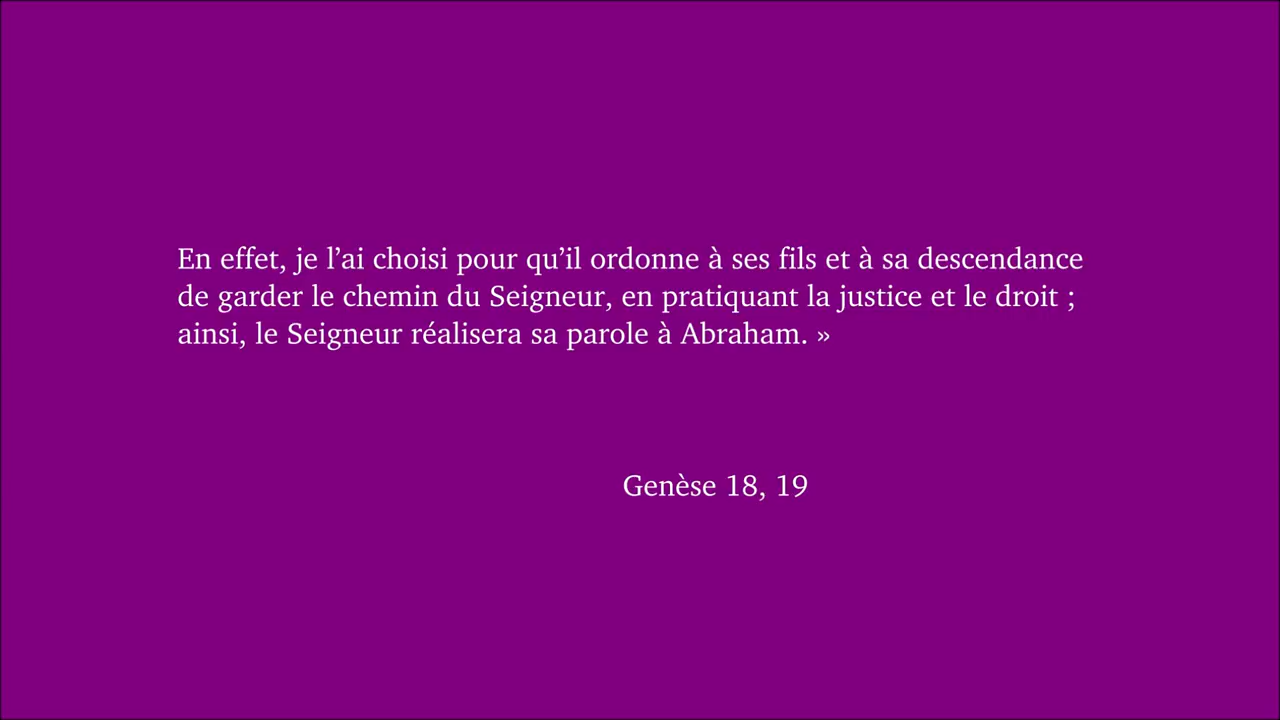 En effet, je l’ai choisi pour qu’il ordonne à ses fils et à sa descendance
de garder le chemin du Seigneur, en pratiquant la justice et le droit ;
ainsi, le Seigneur réalisera sa parole à Abraham. »
Genèse 18, 19